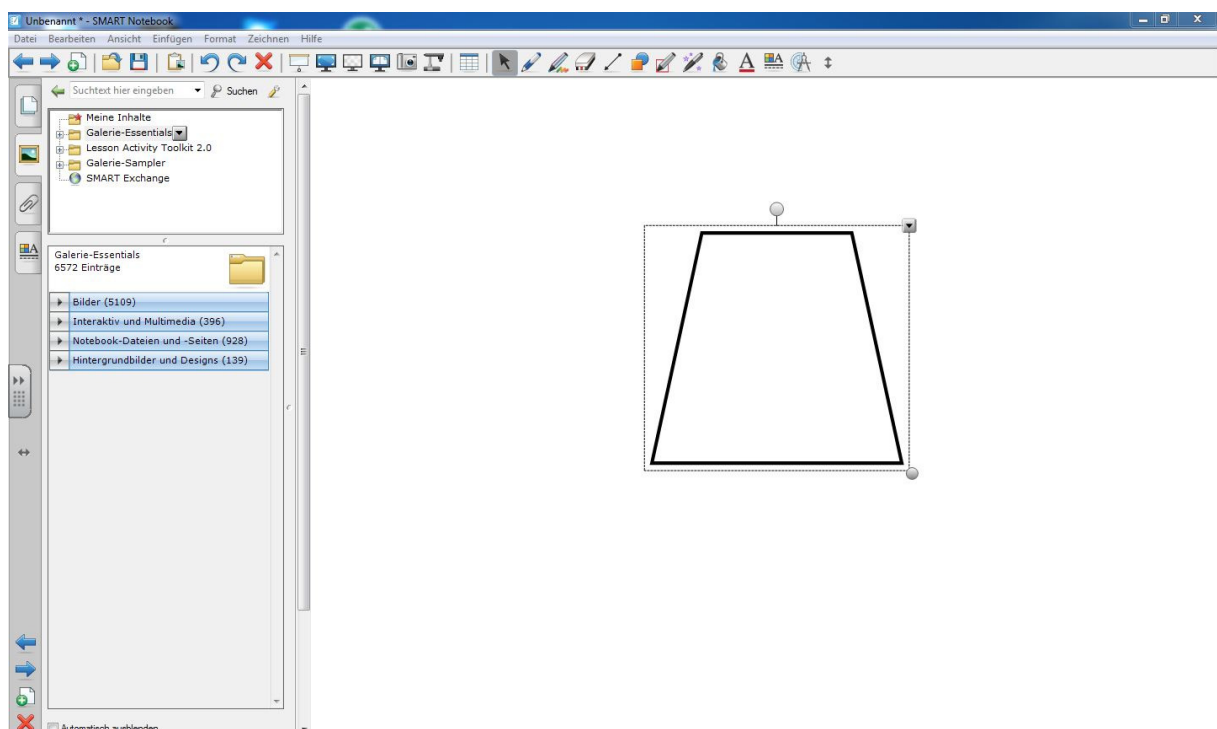 Unbenannt * - SMART Notebook
Datei Bearbeiten Ansicht Einfügen Format Zeichnen Hilfe
Suchtext hier eingeben Suchen
Meine Inhalte
Galerie-Essentials
Lesson Activity Toolkit 2.0
Galerie-Sampler
SMART Exchange
Galerie-Essentials
6572 Einträge
Bilder (5109)
Interaktiv und Multimedia (396)
Notebook-Dateien und -Seiten (928)
Hintergrundbilder und Designs (139)
Automatisch ausblenden